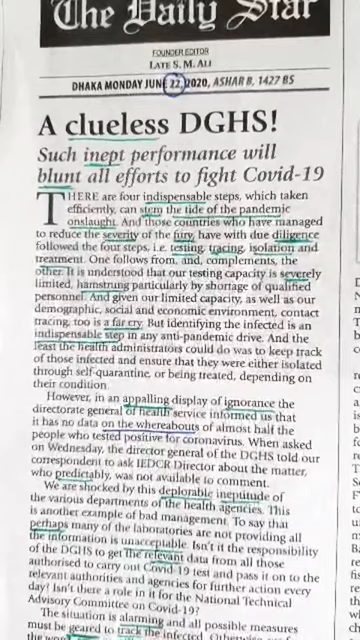 The Daily Star
FOUNDER EDITOR
LATE S. M. ALI
DHAKA MONDAY JUNE 22, 2020, ASHAR 8, 1427 BS
A clueless DGHS!
Such inept performance will
blunt all efforts to fight Covid-19
THERE are four indispensable steps, which taken
efficiently, can stem the tide of the pandemic
onslaught. And those countries who have managed
to reduce the severity of the fury, have with due diligence
followed the four steps, i.e. testing, tracing, isolation and
treatment. One follows from, and, complements, the
other. It is understood that our testing capacity is severely
limited, hamstrung particularly by shortage of qualified
personnel. And given our limited capacity, as well as our
demographic, social and economic environment, contact
tracing, too is a far cry. But identifying the infected is an
indispensable step in any anti-pandemic drive. And the
least the health administrators could do was to keep track
of those infected and ensure that they were either isolated
through self-quarantine, or being treated, depending on
their condition.
However, in an appalling display of ignorance the
directorate general of health service informed us that
it has no data on the whereabouts of almost half the
people who tested positive for coronavirus. When asked
on Wednesday, the director general of the DGHS told our
correspondent to ask IEDCR Director about the matter,
who predictably, was not available to comment.
We are shocked by this deplorable ineptitude of
the various departments of the health agencies. This
is another example of bad management. To say that
perhaps many of the laboratories are not providing all
the information is unacceptable. Isn't it the responsibility
of the DGHS to get the relevant data from all those
authorised to carry out Covid-19 test and pass it on to the
relevant authorities and agencies for further action every
day! Isn't there a role in it for the National Technical
Advisory Committee on Covid-19?
The situation is alarming and all possible measures
must be geared to track the infected.